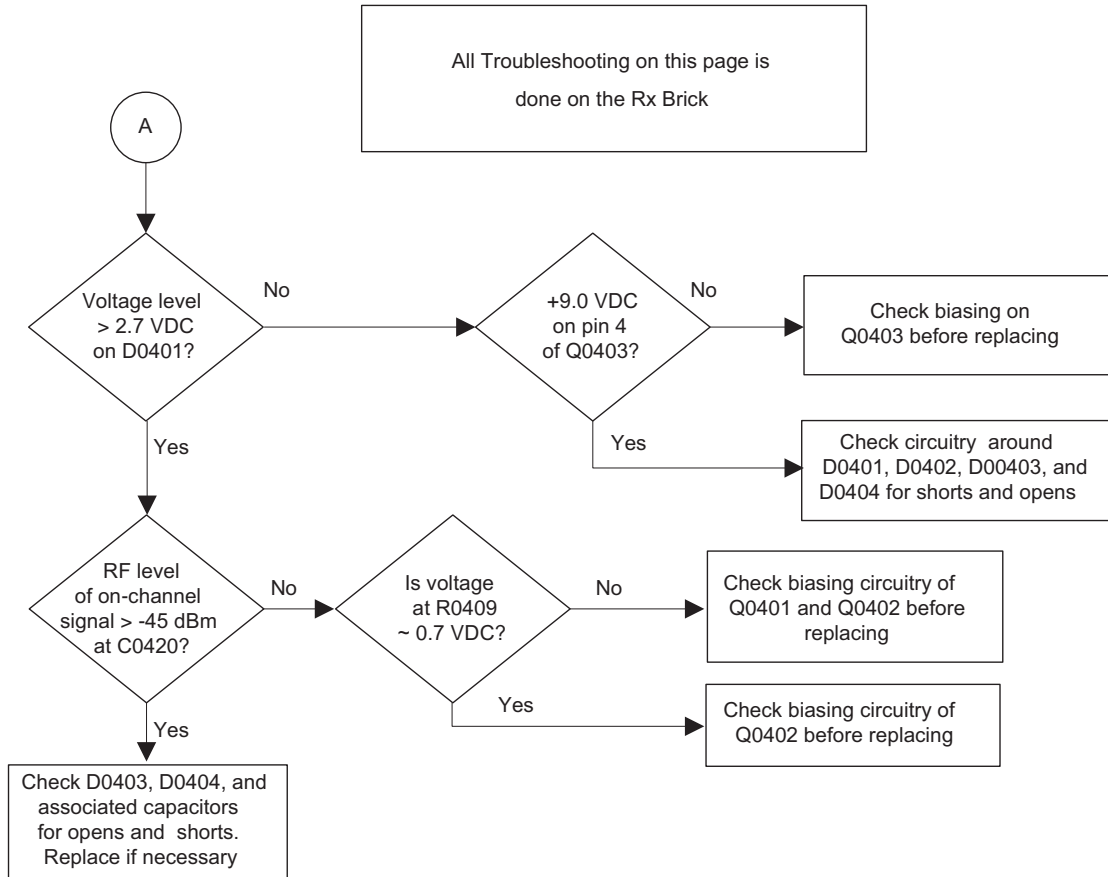 All Troubleshooting on this page is
done on the Rx Brick
A
Voltage level
> 2.7 VDC
on D0401?
No
+9.0 VDC
on pin 4
of Q0403?
No
Check biasing on
Q0403 before replacing
Yes
Yes
Check circuitry around
D0401, D0402, D00403, and
D0404 for shorts and opens
RF level
of on-channel
signal > -45 dBm
at C0420?
No
Is voltage
at R0409
~ 0.7 VDC?
No
Check biasing circuitry of
Q0401 and Q0402 before
replacing
Yes
Yes
Check biasing circuitry of
Q0402 before replacing
Check D0403, D0404, and
associated capacitors
for opens and shorts.
Replace if necessary